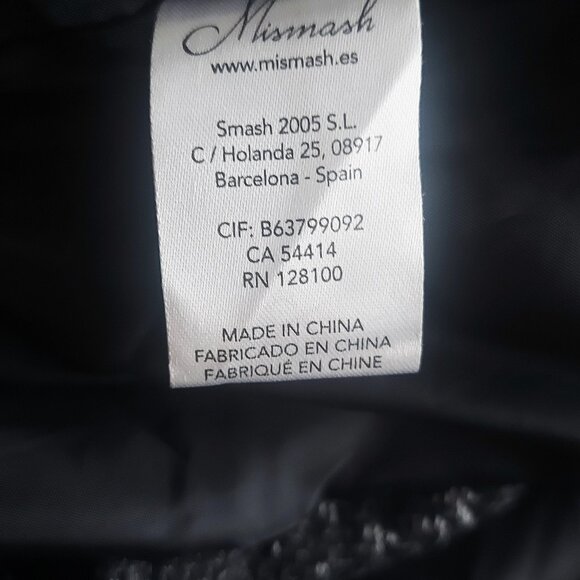 Mismash
www.mismash.es
Smash 2005 S.L.
C / Holanda 25, 08917
Barcelona - Spain
CIF: B63799092
CA 54414
RN 128100
MADE IN CHINA
FABRICADO EN CHINA
FABRIQUÉ EN CHINE